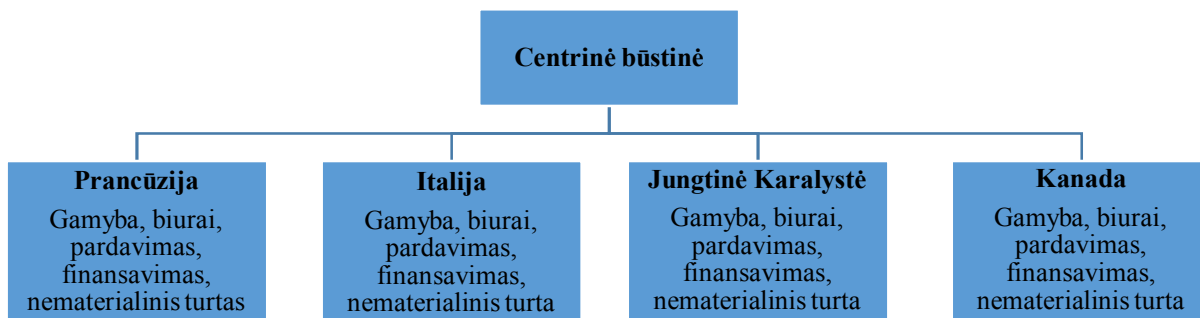 Centrinė būstinė
Prancūzija
Gamyba, biurai,
pardavimas,
finansavimas,
nematerialinis turtas
Italija
Gamyba, biurai,
pardavimas,
finansavimas,
nematerialinis turta
Jungtinė Karalystė
Gamyba, biurai,
pardavimas,
finansavimas,
nematerialinis turta
Kanada
Gamyba, biurai,
pardavimas,
finansavimas,
nematerialinis turta